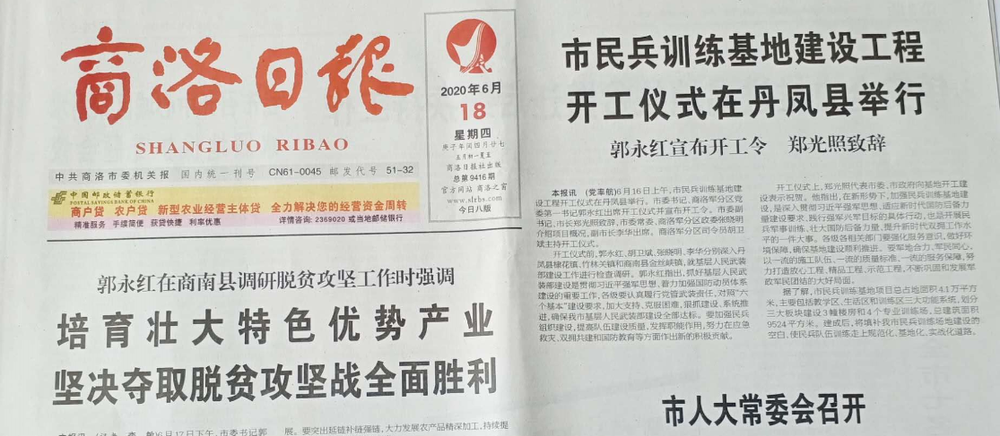 商洛日报
SHANGLUO RIBAO
中共商洛市委机关报 国内统一刊号 CN61-0045 邮发代号 51-32
中国邮政储蓄银行
POSTAL SAVINGS BANK OF CHINA
商户贷 农户贷 新型农业经营主体贷 全力解决您的经营资金周转
精准服务 手续简便 获贷快捷 利率优惠 详情咨询: 2369020 或当地邮储银行
2020年6月
18
星期四
庚子年闰四月廿七
五月初一夏至
商洛日报社出版
总第9416期
官方网站 商洛之窗
www.slrbs.com
今日八版
郭永红在商南县调研脱贫攻坚工作时强调
培育壮大特色优势产业
坚决夺取脱贫攻坚战全面胜利
6月17日下午,市委书记郭
展。要突出延链补链强链,大力发展农产品精深加工,持续提
市民兵训练基地建设工程
开工仪式在丹凤县举行
郭永红宣布开工令 郑光照致辞
本报讯 (党率航)6月16日上午,市民兵训练基地建
设工程开工仪式在丹凤县举行。市委书记、商洛军分区党
委第一书记郭永红出席开工仪式并宣布开工令。市委副
书记、市长郑光照致辞,市委常委、商洛军分区政委张晓明
介绍项目概况,副市长李华出席。商洛军分区司令员胡卫
斌主持开工仪式。
开工仪式前,郭永红、胡卫斌、张晓明、李华分别深入丹
凤县棣花镇、竹林关镇和商南县金丝峡镇,就基层人民武装
部建设工作进行检查调研。郭永红指出,抓好基层人民武
装部建设是贯彻习近平强军思想、着力加强国防动员体系
建设的重要工作,各级要认真履行党管武装责任,对照“六
个基本”建设要求,加大支持,克服困难,狠抓建设,系统推
进,确保我市基层人民武装部建设全部达标。要加强民兵
组织建设,提高队伍建设质量,发挥职能作用,努力在应急
救灾、双拥共建和国防教育等方面作出新的积极贡献。
开工仪式上,郑光照代表市委、市政府向基地开工建
设表示祝贺。他指出,在新形势下,加强民兵训练基地建
设,是深入贯彻习近平强军思想、适应新时代国防后备力
量建设要求、践行强军兴军目标的具体行动,也是开展民
兵军事训练、壮大国防后备力量、提升新时代双拥工作水
平的一件大事。各级各相关部门要强化服务意识,做好环
境保障,确保基地建设顺利推进。要军地合力、军民同心,
以一流的施工队伍、一流的质量标准、一流的服务保障,努
力打造放心工程、精品工程、示范工程,不断巩固和发展军
政军民团结的大好局面。
据了解,市民兵训练基地项目总占地面积4.1万平方
米,主要包括教学区、生活区和训练区三大功能系统,划分
三大板块建设3幢楼房和4个专业训练场,总建筑面积
9524平方米。建成后,将填补我市民兵训练场地建设的
空白,使民兵队伍训练走上规范化、基地化、实战化道路。
市人大常委会召开